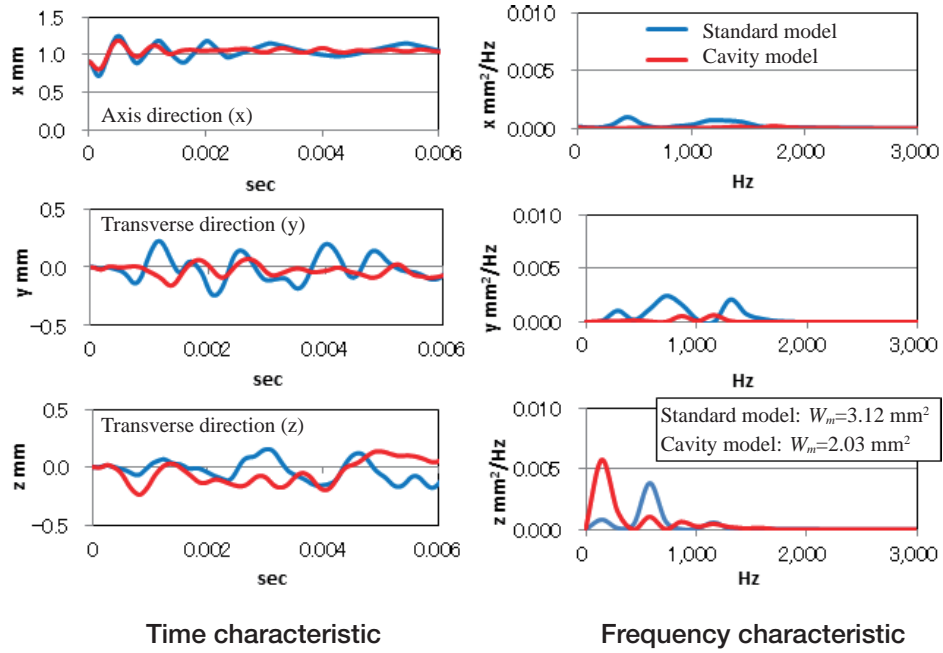 1.5
1.0
0.5
0.0
x mm
Axis direction (x)
0 0.002 0.004 0.006
sec
0.010
0.005
0.000
x mm²/Hz
Standard model
Cavity model
0 1,000 2,000 3,000
Hz
0.5
0.0
−0.5
y mm
Transverse direction (y)
0 0.002 0.004 0.006
sec
0.010
0.005
0.000
y mm²/Hz
0 1,000 2,000 3,000
Hz
0.5
0.0
−0.5
z mm
Transverse direction (z)
0 0.002 0.004 0.006
sec
0.010
0.005
0.000
z mm²/Hz
Standard model: Wm=3.12 mm²
Cavity model: Wm=2.03 mm²
0 1,000 2,000 3,000
Hz
Time characteristic
Frequency characteristic